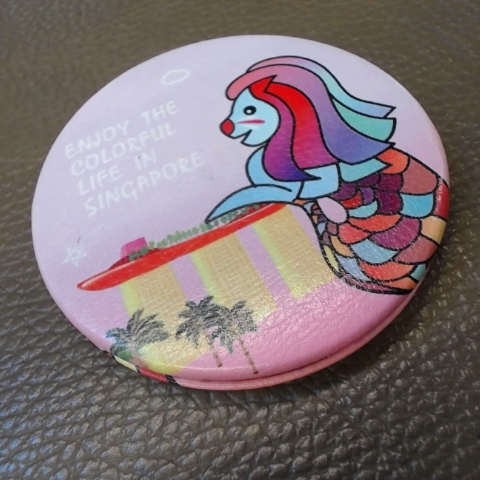 ENJOY THE
COLORFUL
LIFE IN
SINGAPORE